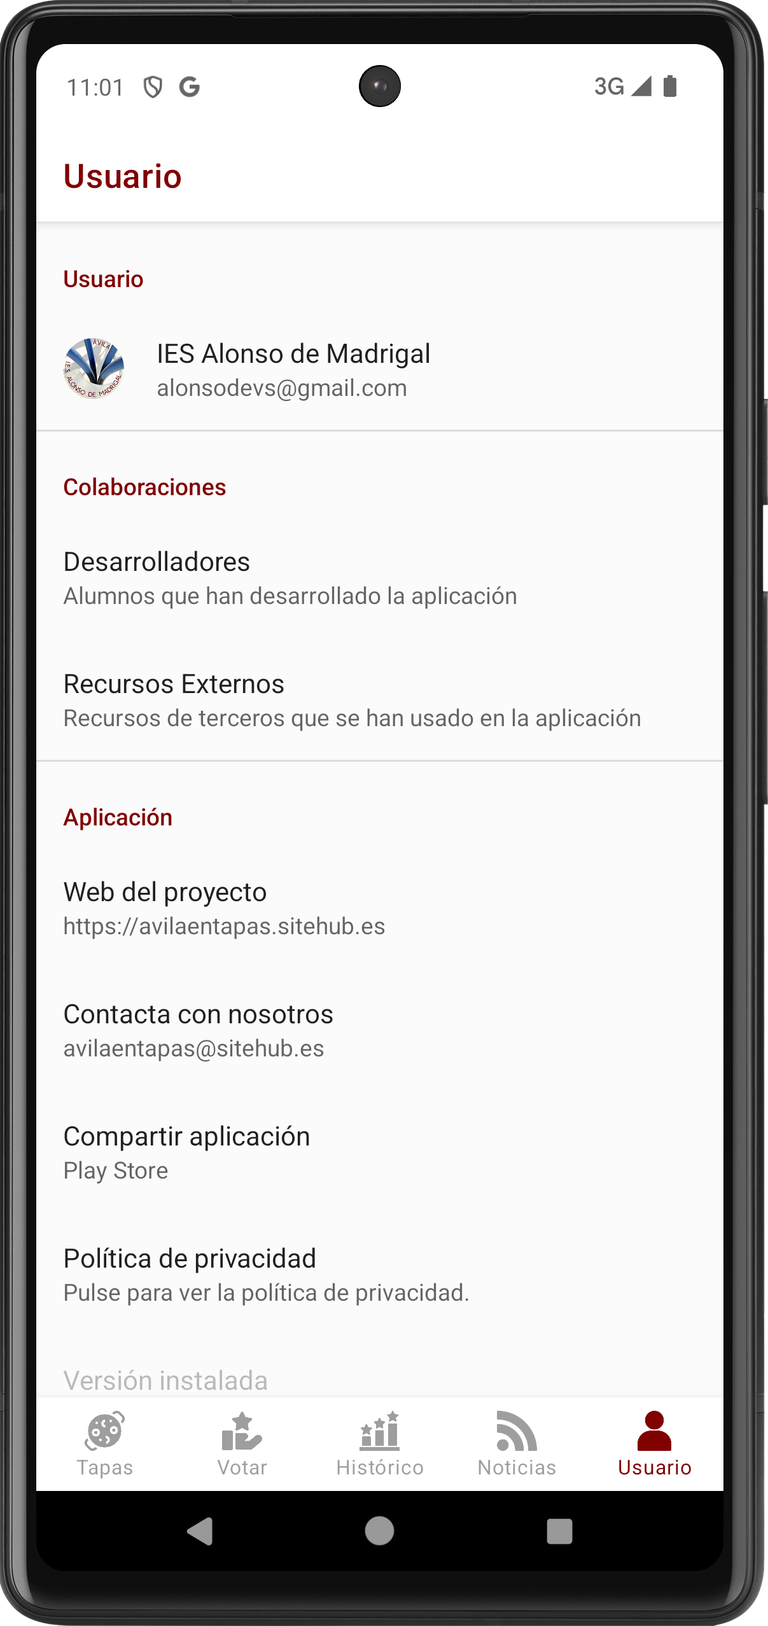 11:01
3G
Usuario
Usuario
ÁVILA
IES ALONSO DE MADRIGAL
IES Alonso de Madrigal
alonsodevs@gmail.com
Colaboraciones
Desarrolladores
Alumnos que han desarrollado la aplicación
Recursos Externos
Recursos de terceros que se han usado en la aplicación
Aplicación
Web del proyecto
https://avilaentapas.sitehub.es
Contacta con nosotros
avilaentapas@sitehub.es
Compartir aplicación
Play Store
Política de privacidad
Pulse para ver la política de privacidad.
Versión instalada
Tapas
Votar
Histórico
Noticias
Usuario